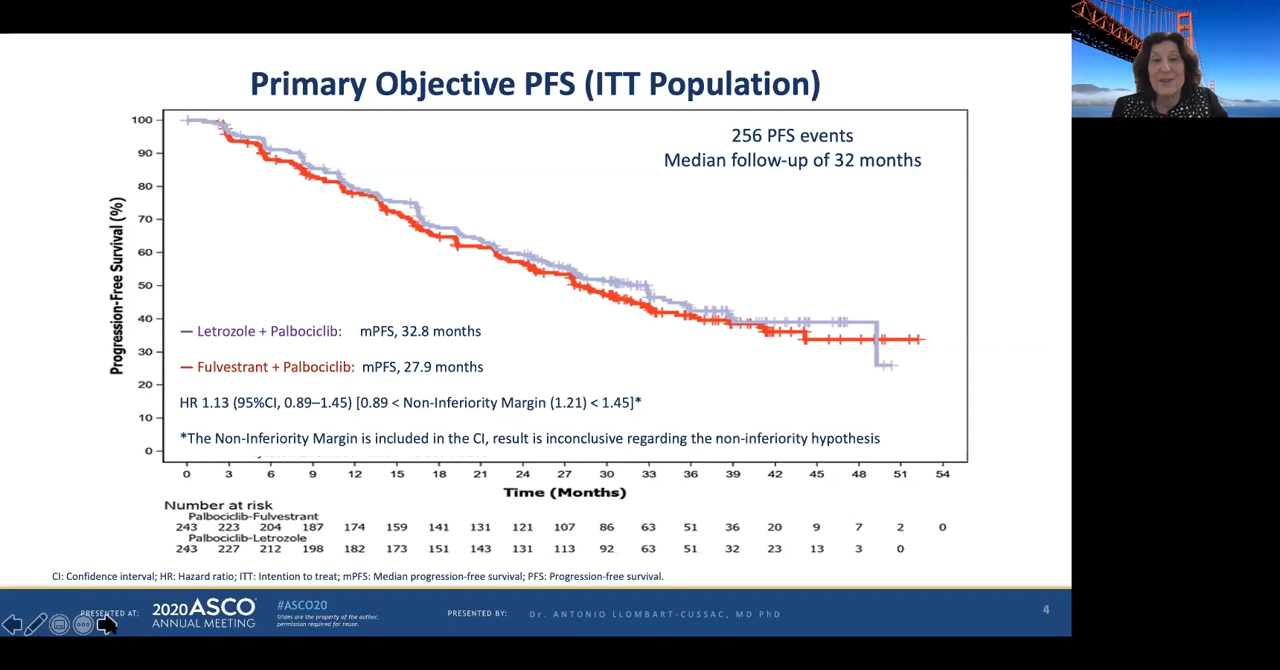 Primary Objective PFS (ITT Population)
256 PFS events
Median follow-up of 32 months
Progression-Free Survival (%)
100
90
80
70
60
50
40
30
20
10
0
Letrozole + Palbociclib: mPFS, 32.8 months
Fulvestrant + Palbociclib: mPFS, 27.9 months
HR 1.13 (95%CI, 0.89–1.45) [0.89 < Non-Inferiority Margin (1.21) < 1.45]*
*The Non-Inferiority Margin is included in the CI, result is inconclusive regarding the non-inferiority hypothesis
0 3 6 9 12 15 18 21 24 27 30 33 36 39 42 45 48 51 54
Time (Months)
Number at risk
Palbociclib-Fulvestrant
243 223 204 187 174 159 141 131 121 107 86 63 51 36 20 9 7 2 0
Palbociclib-Letrozole
243 227 212 198 182 173 151 143 131 113 92 63 51 32 23 13 3 0
CI: Confidence interval; HR: Hazard ratio; ITT: Intention to treat; mPFS: Median progression-free survival; PFS: Progression-free survival.
PRESENTED AT:
2020 ASCO
ANNUAL MEETING
#ASCO20
Slides are the property of the author,
permission required for reuse.
PRESENTED BY:
Dr. ANTONIO LLOMBART-CUSSAC, MD PhD
4